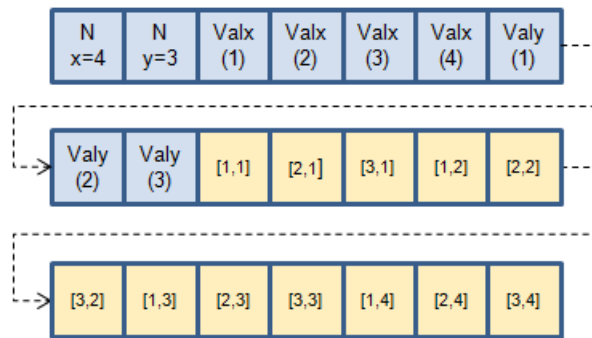 N Valx Valx Valx Valx Valy
x=4 y=3 (1) (2) (3) (4) (1)
Valy Valy [1,1] [2,1] [3,1] [1,2] [2,2]
(2) (3)
[3,2] [1,3] [2,3] [3,3] [1,4] [2,4] [3,4]